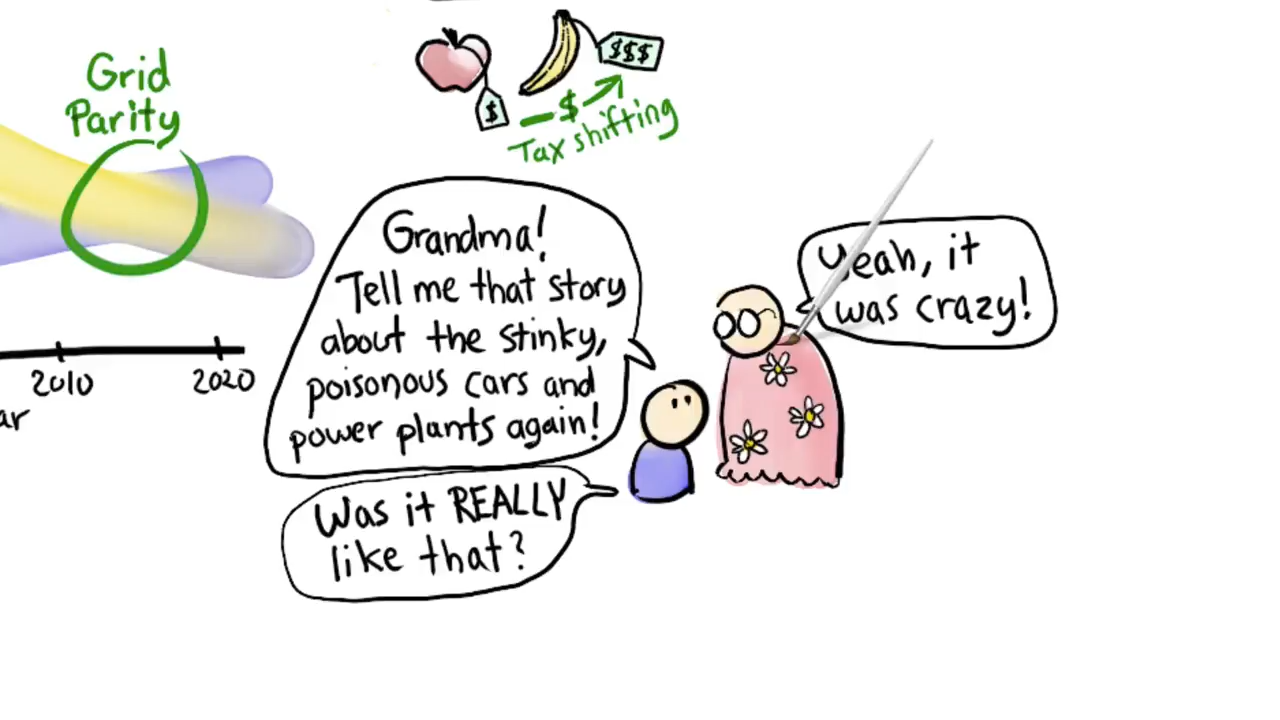 Grid
Parity
$
$$$
– $ →
Tax shifting
Grandma!
Tell me that story
about the stinky,
poisonous cars and
power plants again!
Yeah, it
was crazy!
Was it REALLY
like that?
2010
2020
ar